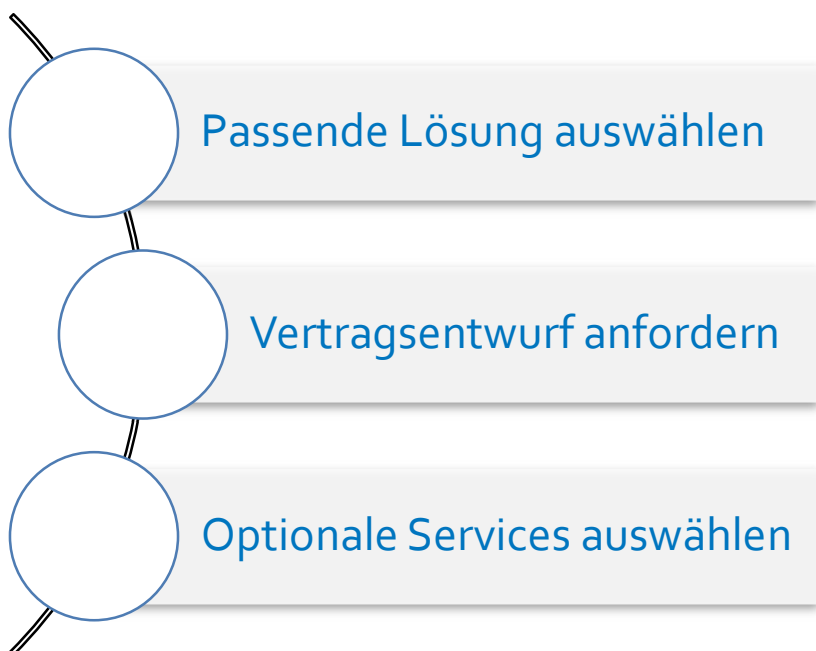 Passende Lösung auswählen
Vertragsentwurf anfordern
Optionale Services auswählen